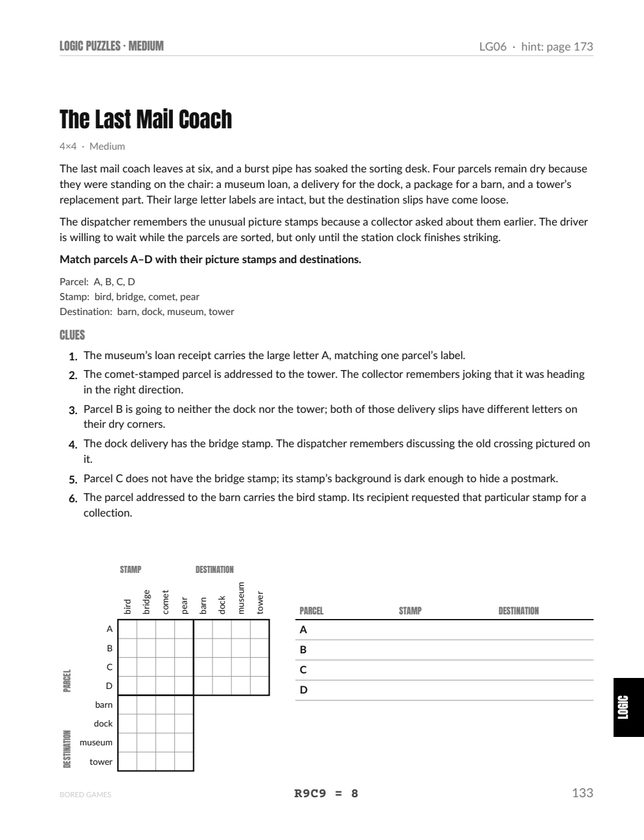 LOGIC PUZZLES · MEDIUM
LG06 · hint: page 173
The Last Mail Coach
4×4 · Medium
The last mail coach leaves at six, and a burst pipe has soaked the sorting desk. Four parcels remain dry because
they were standing on the chair: a museum loan, a delivery for the dock, a package for a barn, and a tower’s
replacement part. Their large letter labels are intact, but the destination slips have come loose.
The dispatcher remembers the unusual picture stamps because a collector asked about them earlier. The driver
is willing to wait while the parcels are sorted, but only until the station clock finishes striking.
Match parcels A–D with their picture stamps and destinations.
Parcel: A, B, C, D
Stamp: bird, bridge, comet, pear
Destination: barn, dock, museum, tower
CLUES
1. The museum’s loan receipt carries the large letter A, matching one parcel’s label.
2. The comet-stamped parcel is addressed to the tower. The collector remembers joking that it was heading
in the right direction.
3. Parcel B is going to neither the dock nor the tower; both of those delivery slips have different letters on
their dry corners.
4. The dock delivery has the bridge stamp. The dispatcher remembers discussing the old crossing pictured on
it.
5. Parcel C does not have the bridge stamp; its stamp’s background is dark enough to hide a postmark.
6. The parcel addressed to the barn carries the bird stamp. Its recipient requested that particular stamp for a
collection.
STAMP DESTINATION
bird bridge comet pear barn dock museum tower
PARCEL
A
B
C
D
DESTINATION
barn
dock
museum
tower
PARCEL STAMP DESTINATION
A
B
C
D
LOGIC
BORED GAMES
R9C9 = 8
133